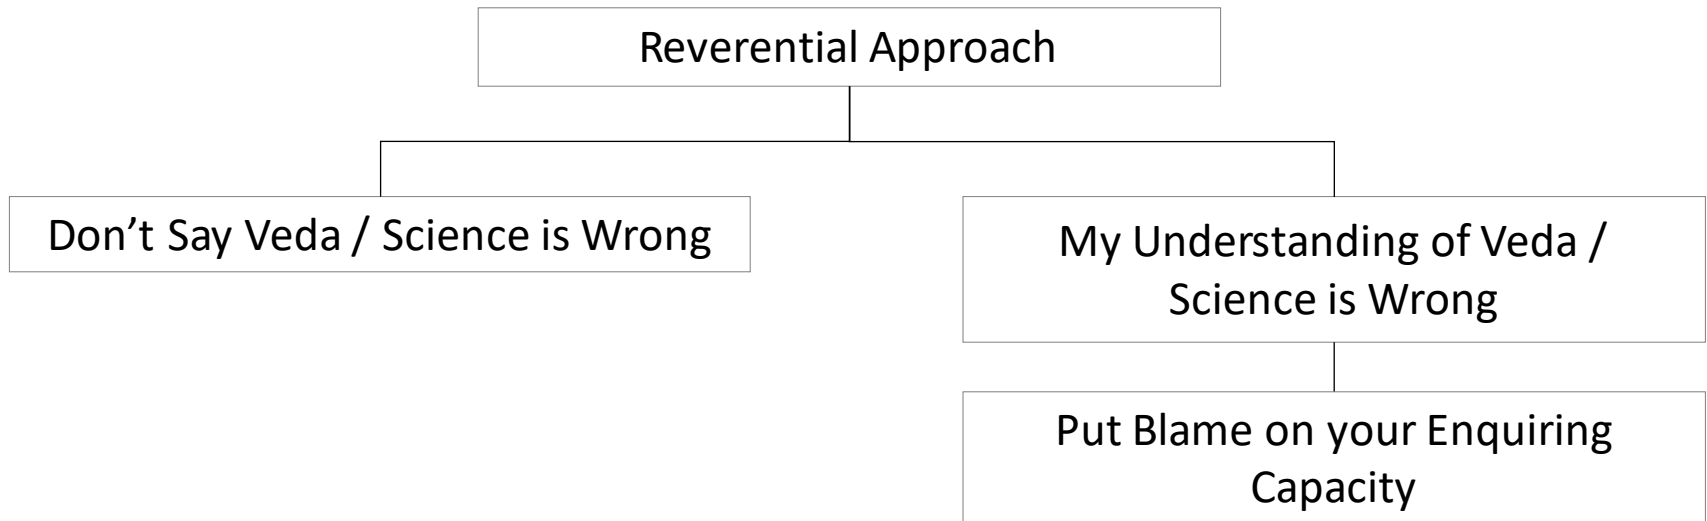 Reverential Approach
Don’t Say Veda / Science is Wrong
My Understanding of Veda /
Science is Wrong
Put Blame on your Enquiring
Capacity